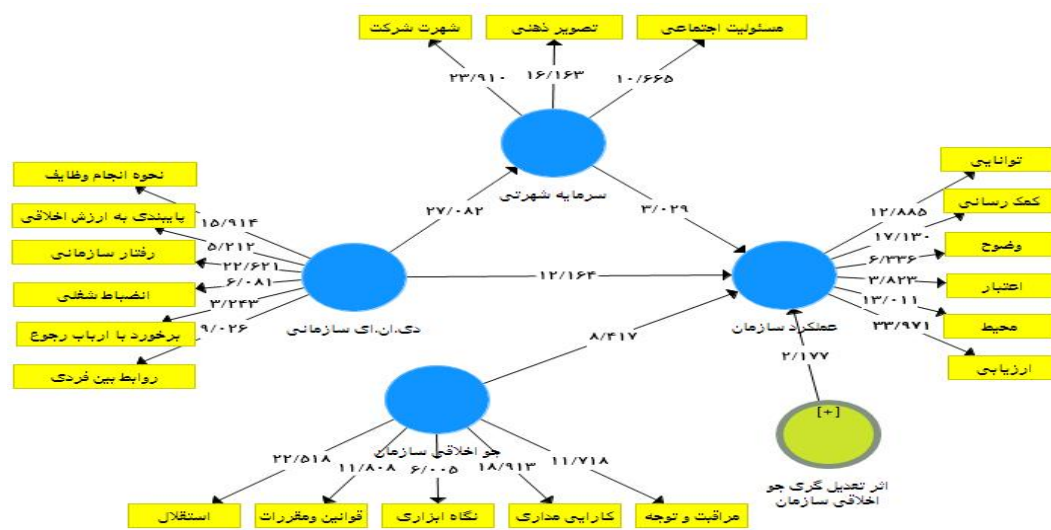 مسئولیت اجتماعی
تصویر ذهنی
شهرت شرکت
۱۰/۶۶۵
۱۶/۱۶۳
۲۳/۹۱۰
سرمایه شهرتی
۲۷/۰۸۲
۳/۰۲۹
توانایی
کمک رسانی
وضوح
اعتبار
محیط
ارزیابی
۱۲/۸۸۵
۱۷/۱۳۰
۶/۳۳۶
۳/۸۲۳
۱۳/۰۱۱
۳۳/۹۷۱
عملکرد سازمان
۱۲/۱۶۴
نحوه انجام وظایف
پایبندی به ارزش اخلاقی
رفتار سازمانی
انضباط شغلی
برخورد با ارباب رجوع
روابط بین فردی
۱۵/۹۱۴
۵/۲۱۲
۲۲/۶۲۱
۶/۰۸۱
۳/۲۴۳
۹/۰۲۶
دی.ان.ای سازمانی
۸/۴۱۷
۲/۱۷۷
[+]
اثر تعدیل گری جو
اخلاقی سازمان
جو اخلاقی سازمان
۱۱/۷۱۸
۱۸/۹۱۳
۶/۰۰۵
۱۱/۸۰۸
۲۲/۵۱۸
مراقبت و توجه
کارایی مداری
نگاه ابزاری
قوانین ومقررات
استقلال